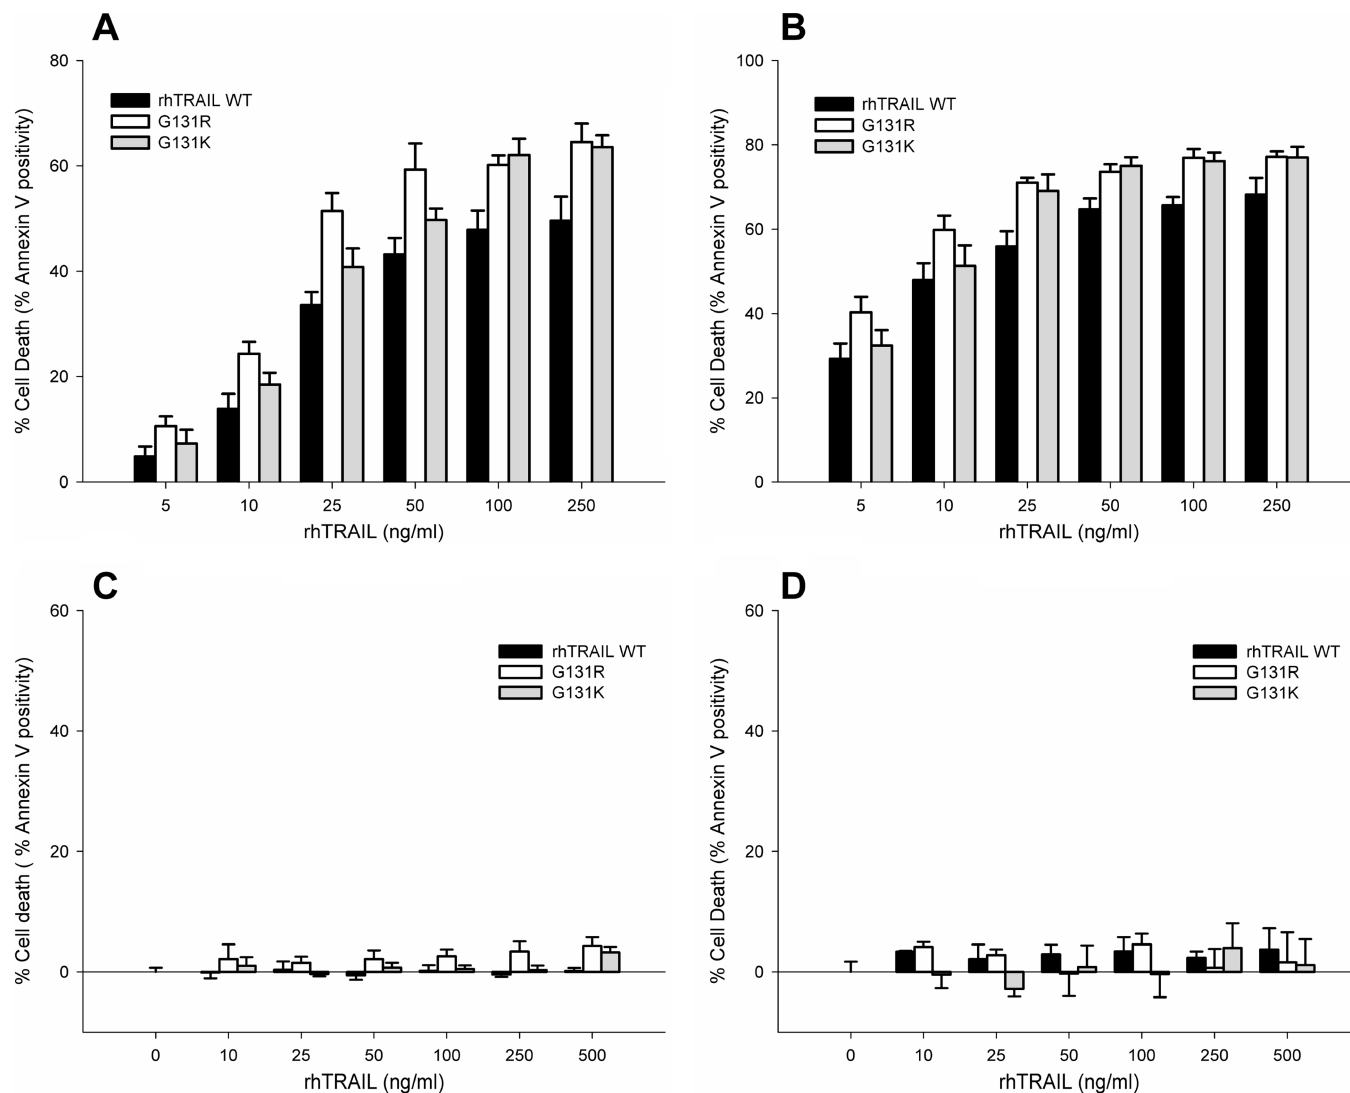 A
80
60
40
20
0
% Cell Death (% Annexin V positivity)
rhTRAIL WT
G131R
G131K
5 10 25 50 100 250
rhTRAIL (ng/ml)
B
100
80
60
40
20
0
% Cell Death (% Annexin V positivity)
rhTRAIL WT
G131R
G131K
5 10 25 50 100 250
rhTRAIL (ng/ml)
C
60
40
20
0
% Cell death ( % Annexin V positivity)
rhTRAIL WT
G131R
G131K
0 10 25 50 100 250 500
rhTRAIL (ng/ml)
D
60
40
20
0
% Cell Death (% Annexin V positivity)
rhTRAIL WT
G131R
G131K
0 10 25 50 100 250 500
rhTRAIL (ng/ml)